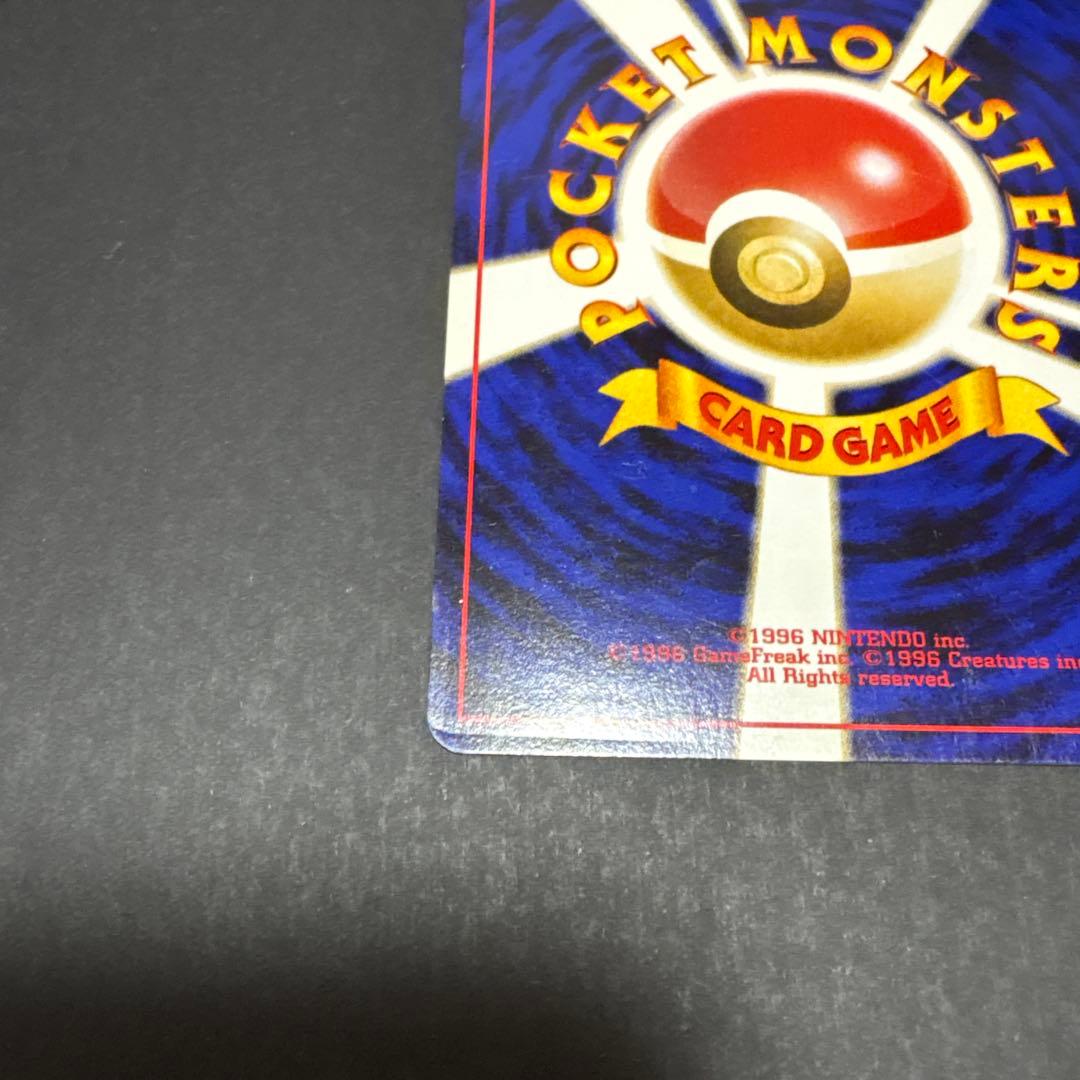 POCKET MONSTERS
CARD GAME
©1996 NINTENDO inc.
©1996 GameFreak inc. ©1996 Creatures inc
All Rights reserved.